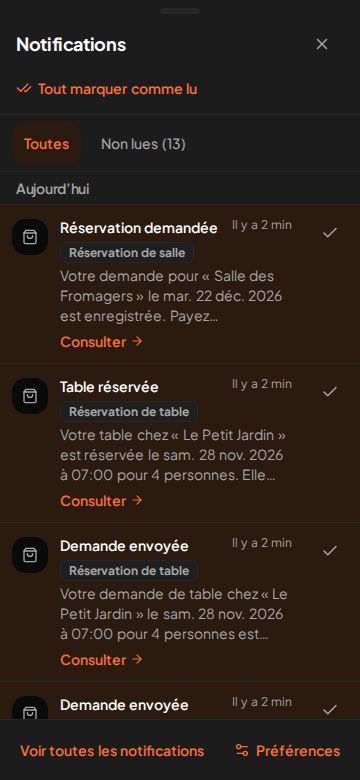 Notifications
Tout marquer comme lu
Toutes
Non lues (13)
Aujourd'hui
Réservation demandée
Il y a 2 min
Réservation de salle
Votre demande pour « Salle des
Fromagers » le mar. 22 déc. 2026
est enregistrée. Payez…
Consulter →
Table réservée
Il y a 2 min
Réservation de table
Votre table chez « Le Petit Jardin »
est réservée le sam. 28 nov. 2026
à 07:00 pour 4 personnes. Elle…
Consulter →
Demande envoyée
Il y a 2 min
Réservation de table
Votre demande de table chez « Le
Petit Jardin » le sam. 28 nov. 2026
à 07:00 pour 4 personnes est…
Consulter →
Demande envoyée
Il y a 2 min
Voir toutes les notifications
Préférences